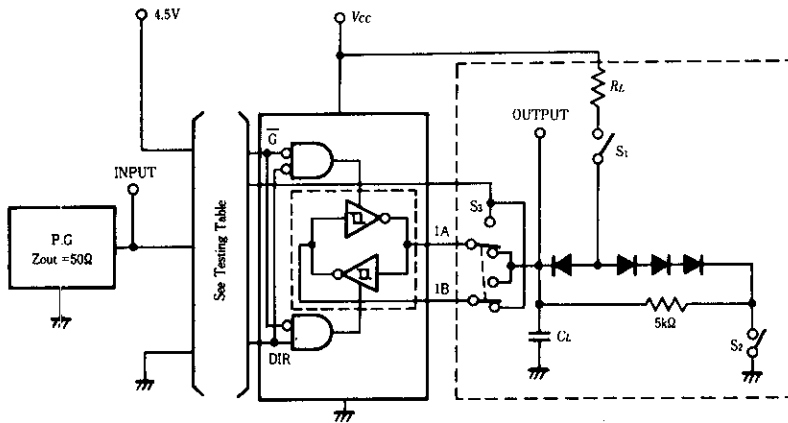 4.5V
VCC
RL
OUTPUT
G
S1
INPUT
S3
P.G
Zout =50Ω
See Testing Table
1A
1B
5kΩ
CL
S2
DIR